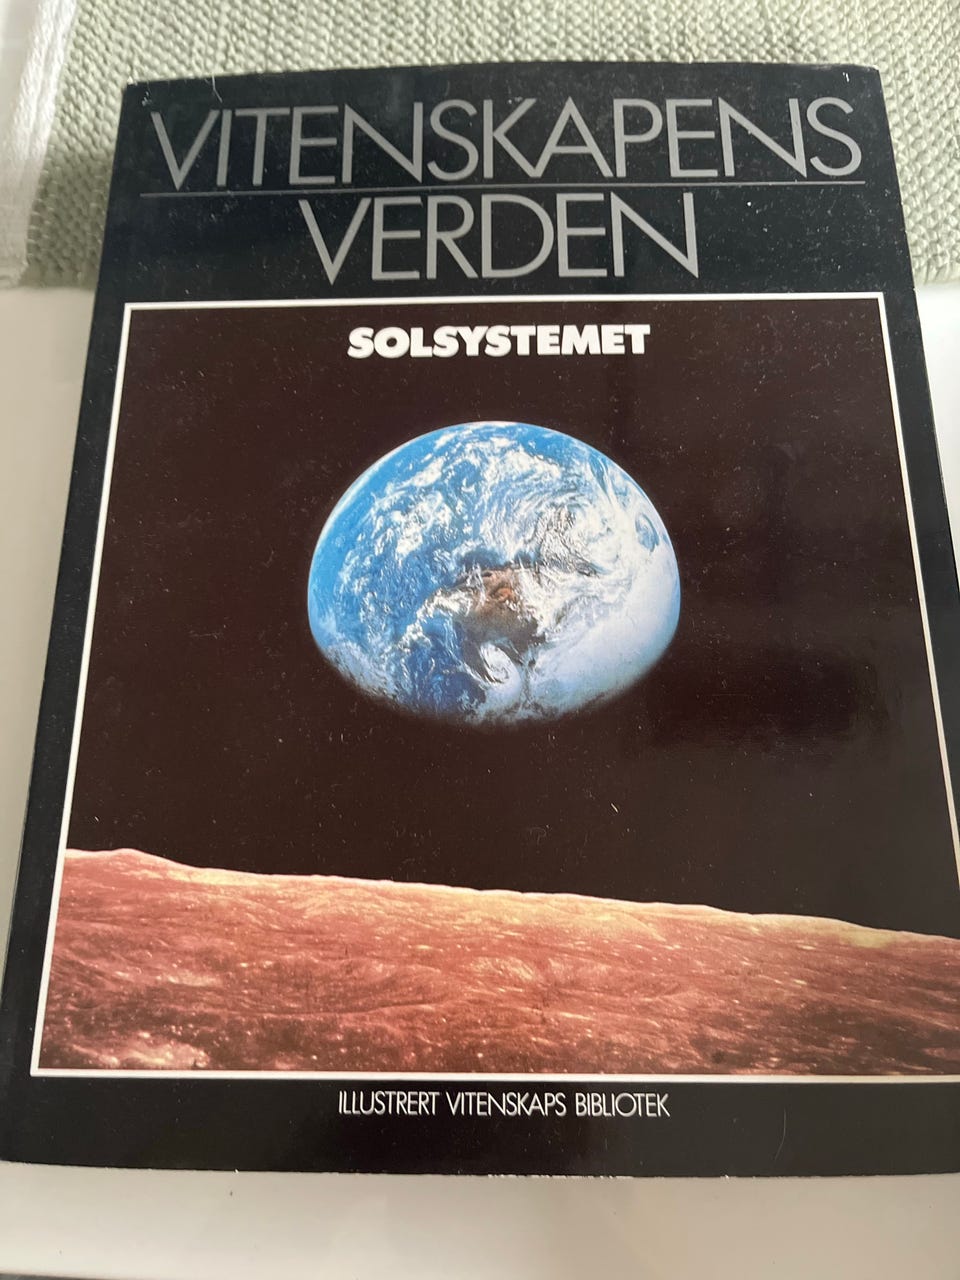 VITENSKAPENS
VERDEN
SOLSYSTEMET
ILLUSTRERT VITENSKAPS BIBLIOTEK